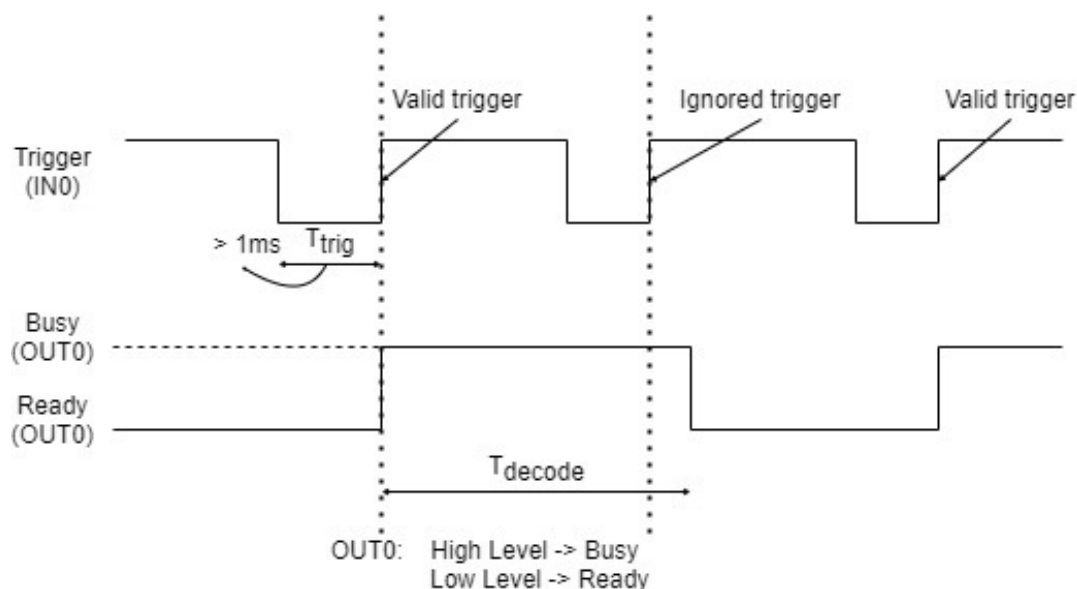 Valid trigger
Ignored trigger
Valid trigger
Trigger
(IN0)
> 1ms
Ttrig
Busy
(OUT0)
Ready
(OUT0)
Tdecode
OUT0: High Level -> Busy
Low Level -> Ready